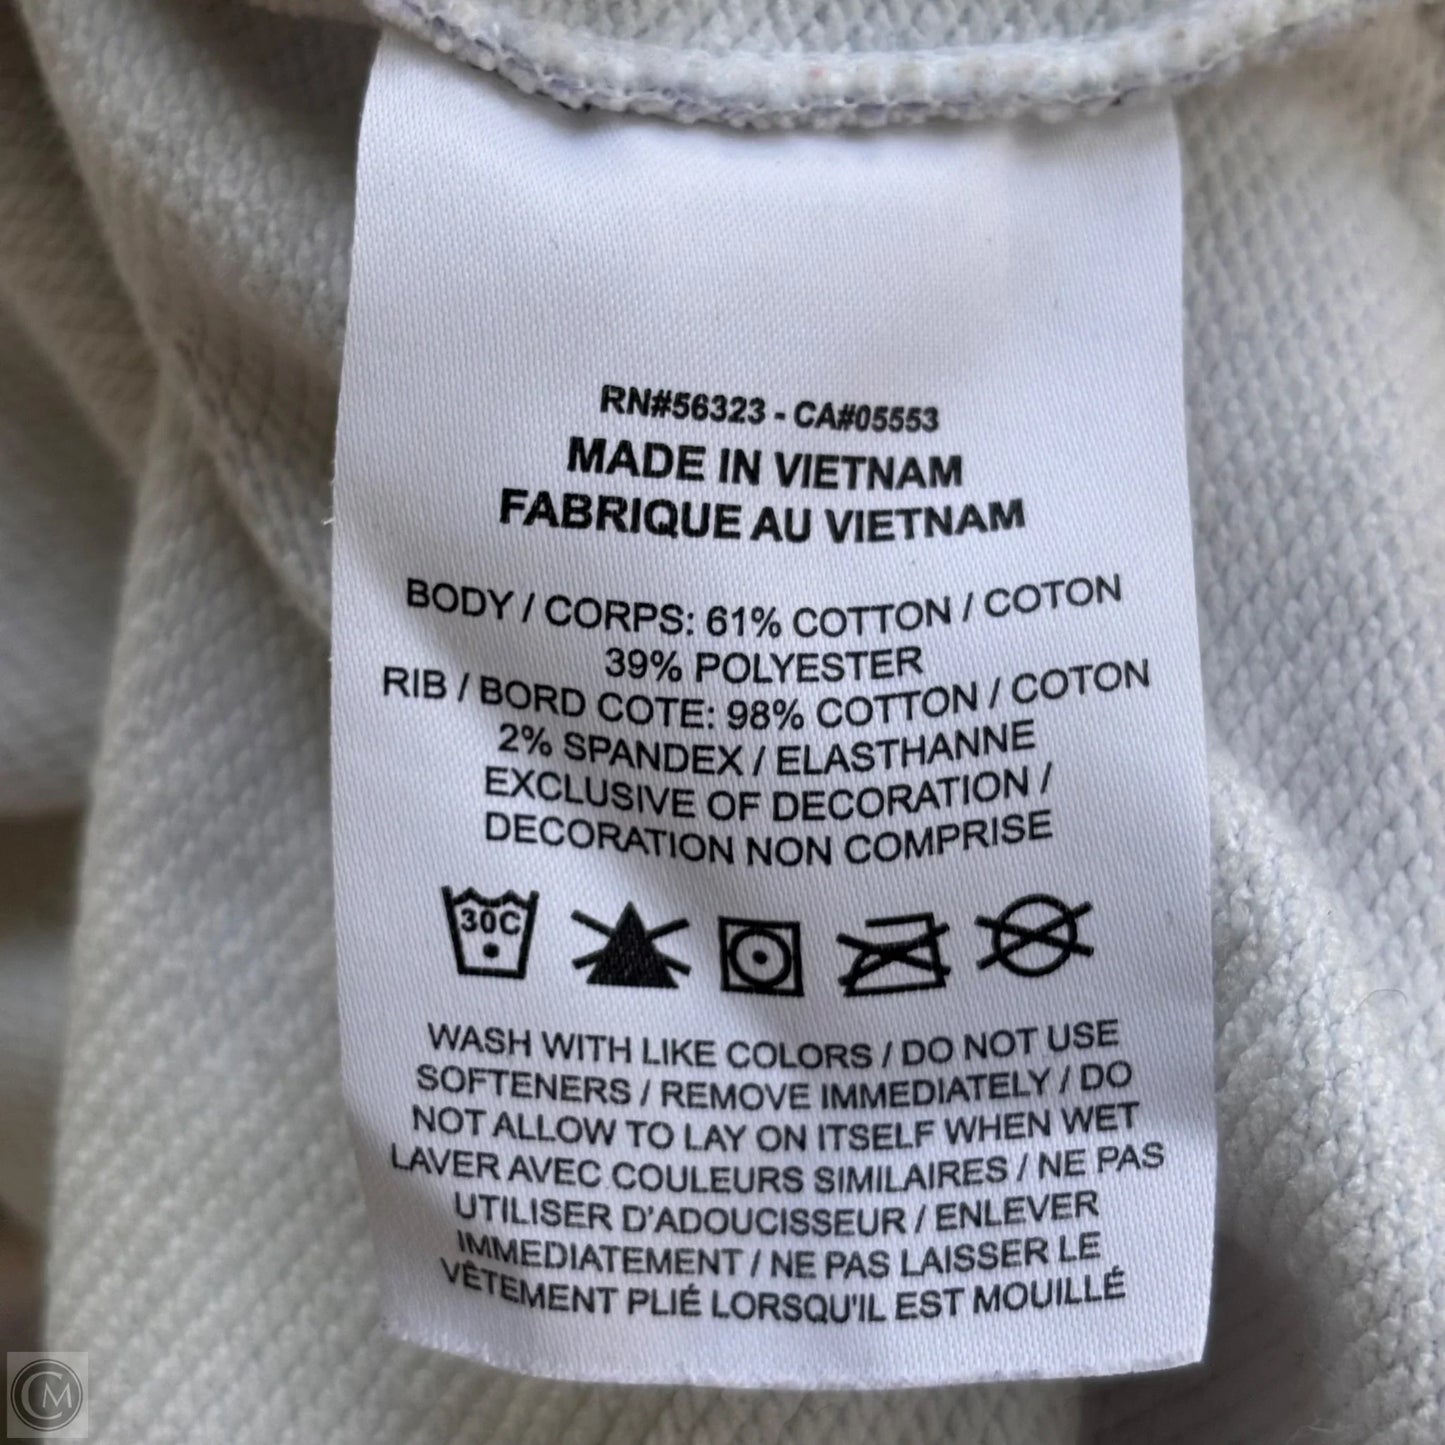 RN#56323 - CA#05553
MADE IN VIETNAM
FABRIQUE AU VIETNAM
BODY / CORPS: 61% COTTON / COTON
39% POLYESTER
RIB / BORD COTE: 98% COTTON / COTON
2% SPANDEX / ELASTHANNE
EXCLUSIVE OF DECORATION /
DECORATION NON COMPRISE
30C
WASH WITH LIKE COLORS / DO NOT USE
SOFTENERS / REMOVE IMMEDIATELY / DO
NOT ALLOW TO LAY ON ITSELF WHEN WET
LAVER AVEC COULEURS SIMILAIRES / NE PAS
UTILISER D'ADOUCISSEUR / ENLEVER
IMMEDIATEMENT / NE PAS LAISSER LE
VÊTEMENT PLIÉ LORSQU'IL EST MOUILLÉ
CM